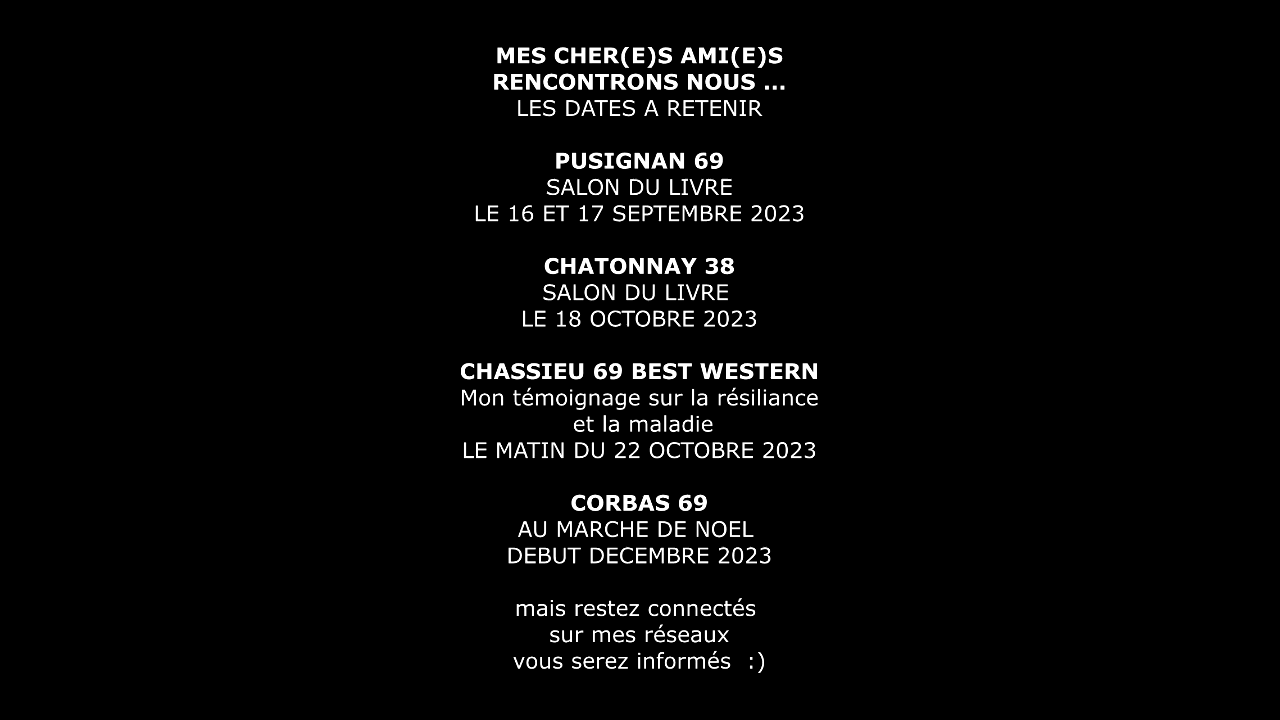 MES CHER(E)S AMI(E)S
RENCONTRONS NOUS ...
LES DATES A RETENIR
PUSIGNAN 69
SALON DU LIVRE
LE 16 ET 17 SEPTEMBRE 2023
CHATONNAY 38
SALON DU LIVRE
LE 18 OCTOBRE 2023
CHASSIEU 69 BEST WESTERN
Mon témoignage sur la résiliance
et la maladie
LE MATIN DU 22 OCTOBRE 2023
CORBAS 69
AU MARCHE DE NOEL
DEBUT DECEMBRE 2023
mais restez connectés
sur mes réseaux
vous serez informés  :)